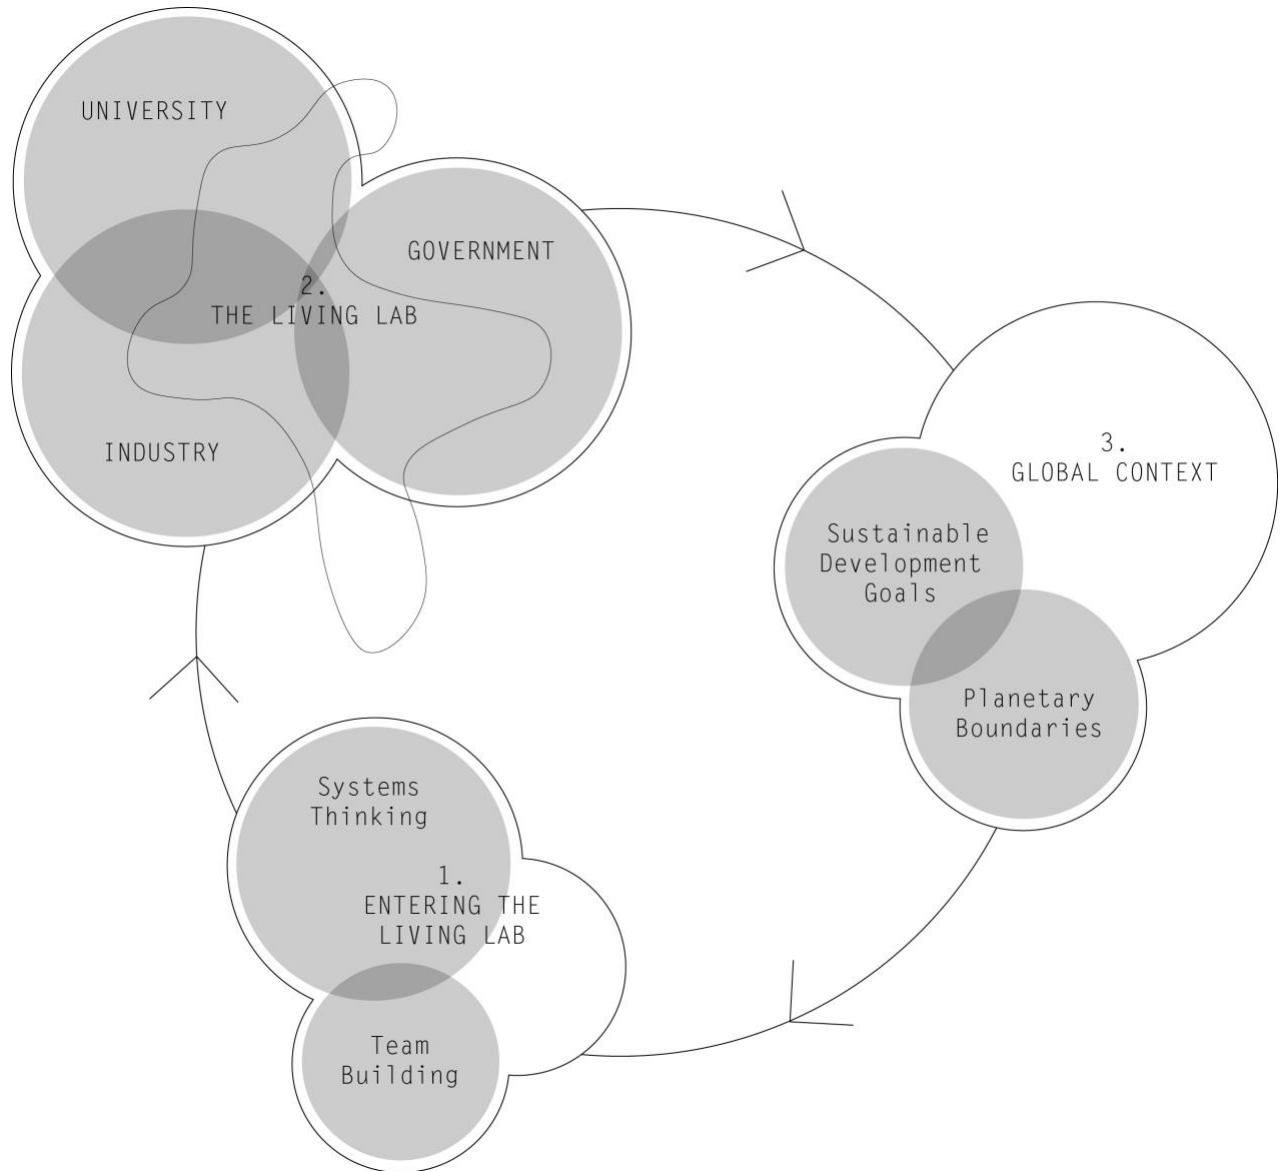 UNIVERSITY
GOVERNMENT
2.
THE LIVING LAB
INDUSTRY
3.
GLOBAL CONTEXT
Sustainable
Development
Goals
Planetary
Boundaries
Systems
Thinking
1.
ENTERING THE
LIVING LAB
Team
Building